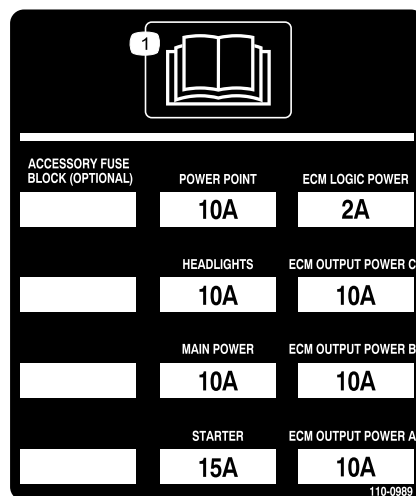 1
ACCESSORY FUSE
BLOCK (OPTIONAL)
POWER POINT
ECM LOGIC POWER
10A
2A
HEADLIGHTS
ECM OUTPUT POWER C
10A
10A
MAIN POWER
ECM OUTPUT POWER B
10A
10A
STARTER
ECM OUTPUT POWER A
15A
10A
110-0989